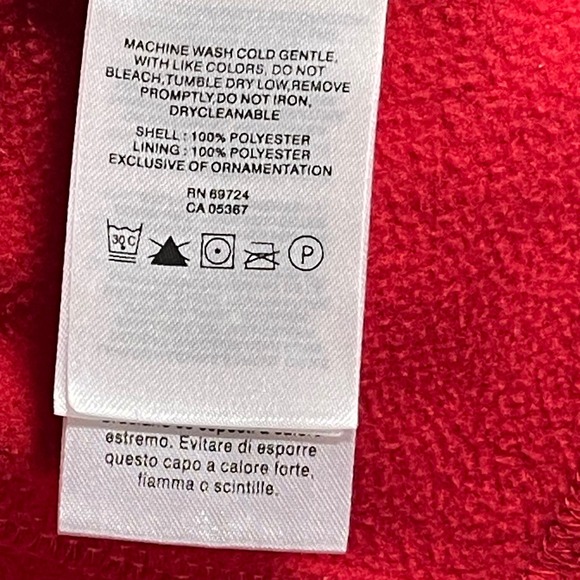 MACHINE WASH COLD GENTLE,
WITH LIKE COLORS, DO NOT
BLEACH,TUMBLE DRY LOW,REMOVE
PROMPTLY,DO NOT IRON,
DRYCLEANABLE
SHELL : 100% POLYESTER
LINING : 100% POLYESTER
EXCLUSIVE OF ORNAMENTATION
RN 69724
CA 05367
30 C
P
estremo. Evitare di esporre
questo capo a calore forte,
fiamma o scintille.